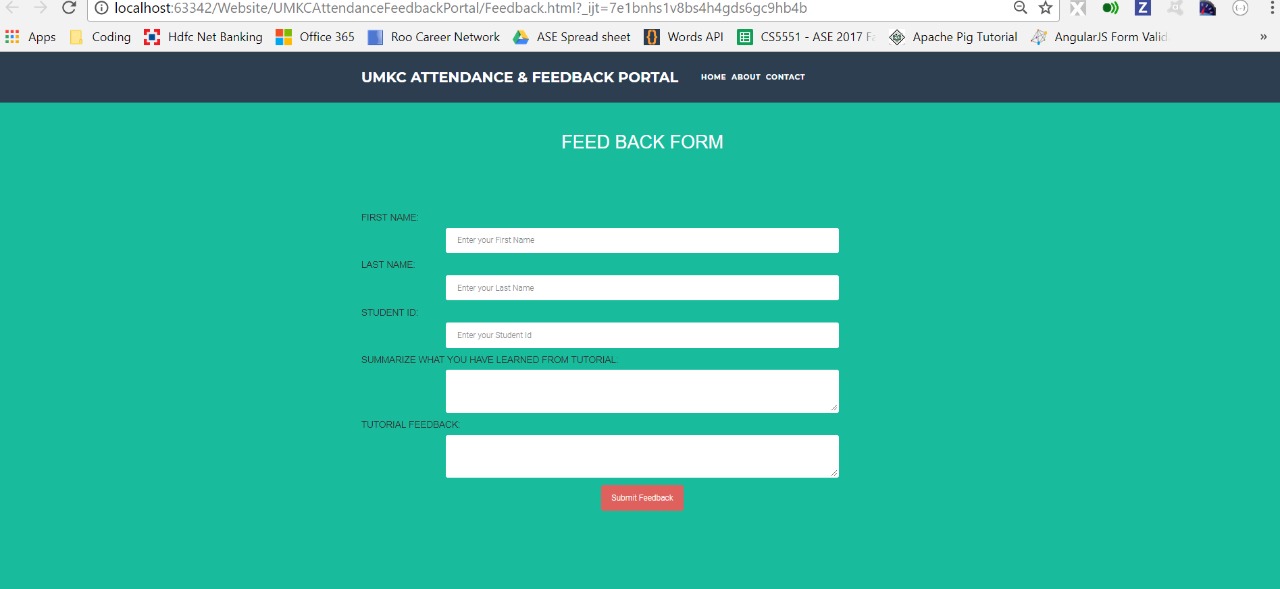 localhost:63342/Website/UMKCAttendanceFeedbackPortal/Feedback.html?_ijt=7e1bnhs1v8bs4h4gds6gc9hb4b
Apps Coding Hdfc Net Banking Office 365 Roo Career Network ASE Spread sheet Words API CS5551 - ASE 2017 Fa Apache Pig Tutorial AngularJS Form Valid »
UMKC ATTENDANCE & FEEDBACK PORTAL HOME ABOUT CONTACT
FEED BACK FORM
FIRST NAME:
Enter your First Name
LAST NAME:
Enter your Last Name
STUDENT ID:
Enter your Student Id
SUMMARIZE WHAT YOU HAVE LEARNED FROM TUTORIAL:
TUTORIAL FEEDBACK:
Submit Feedback